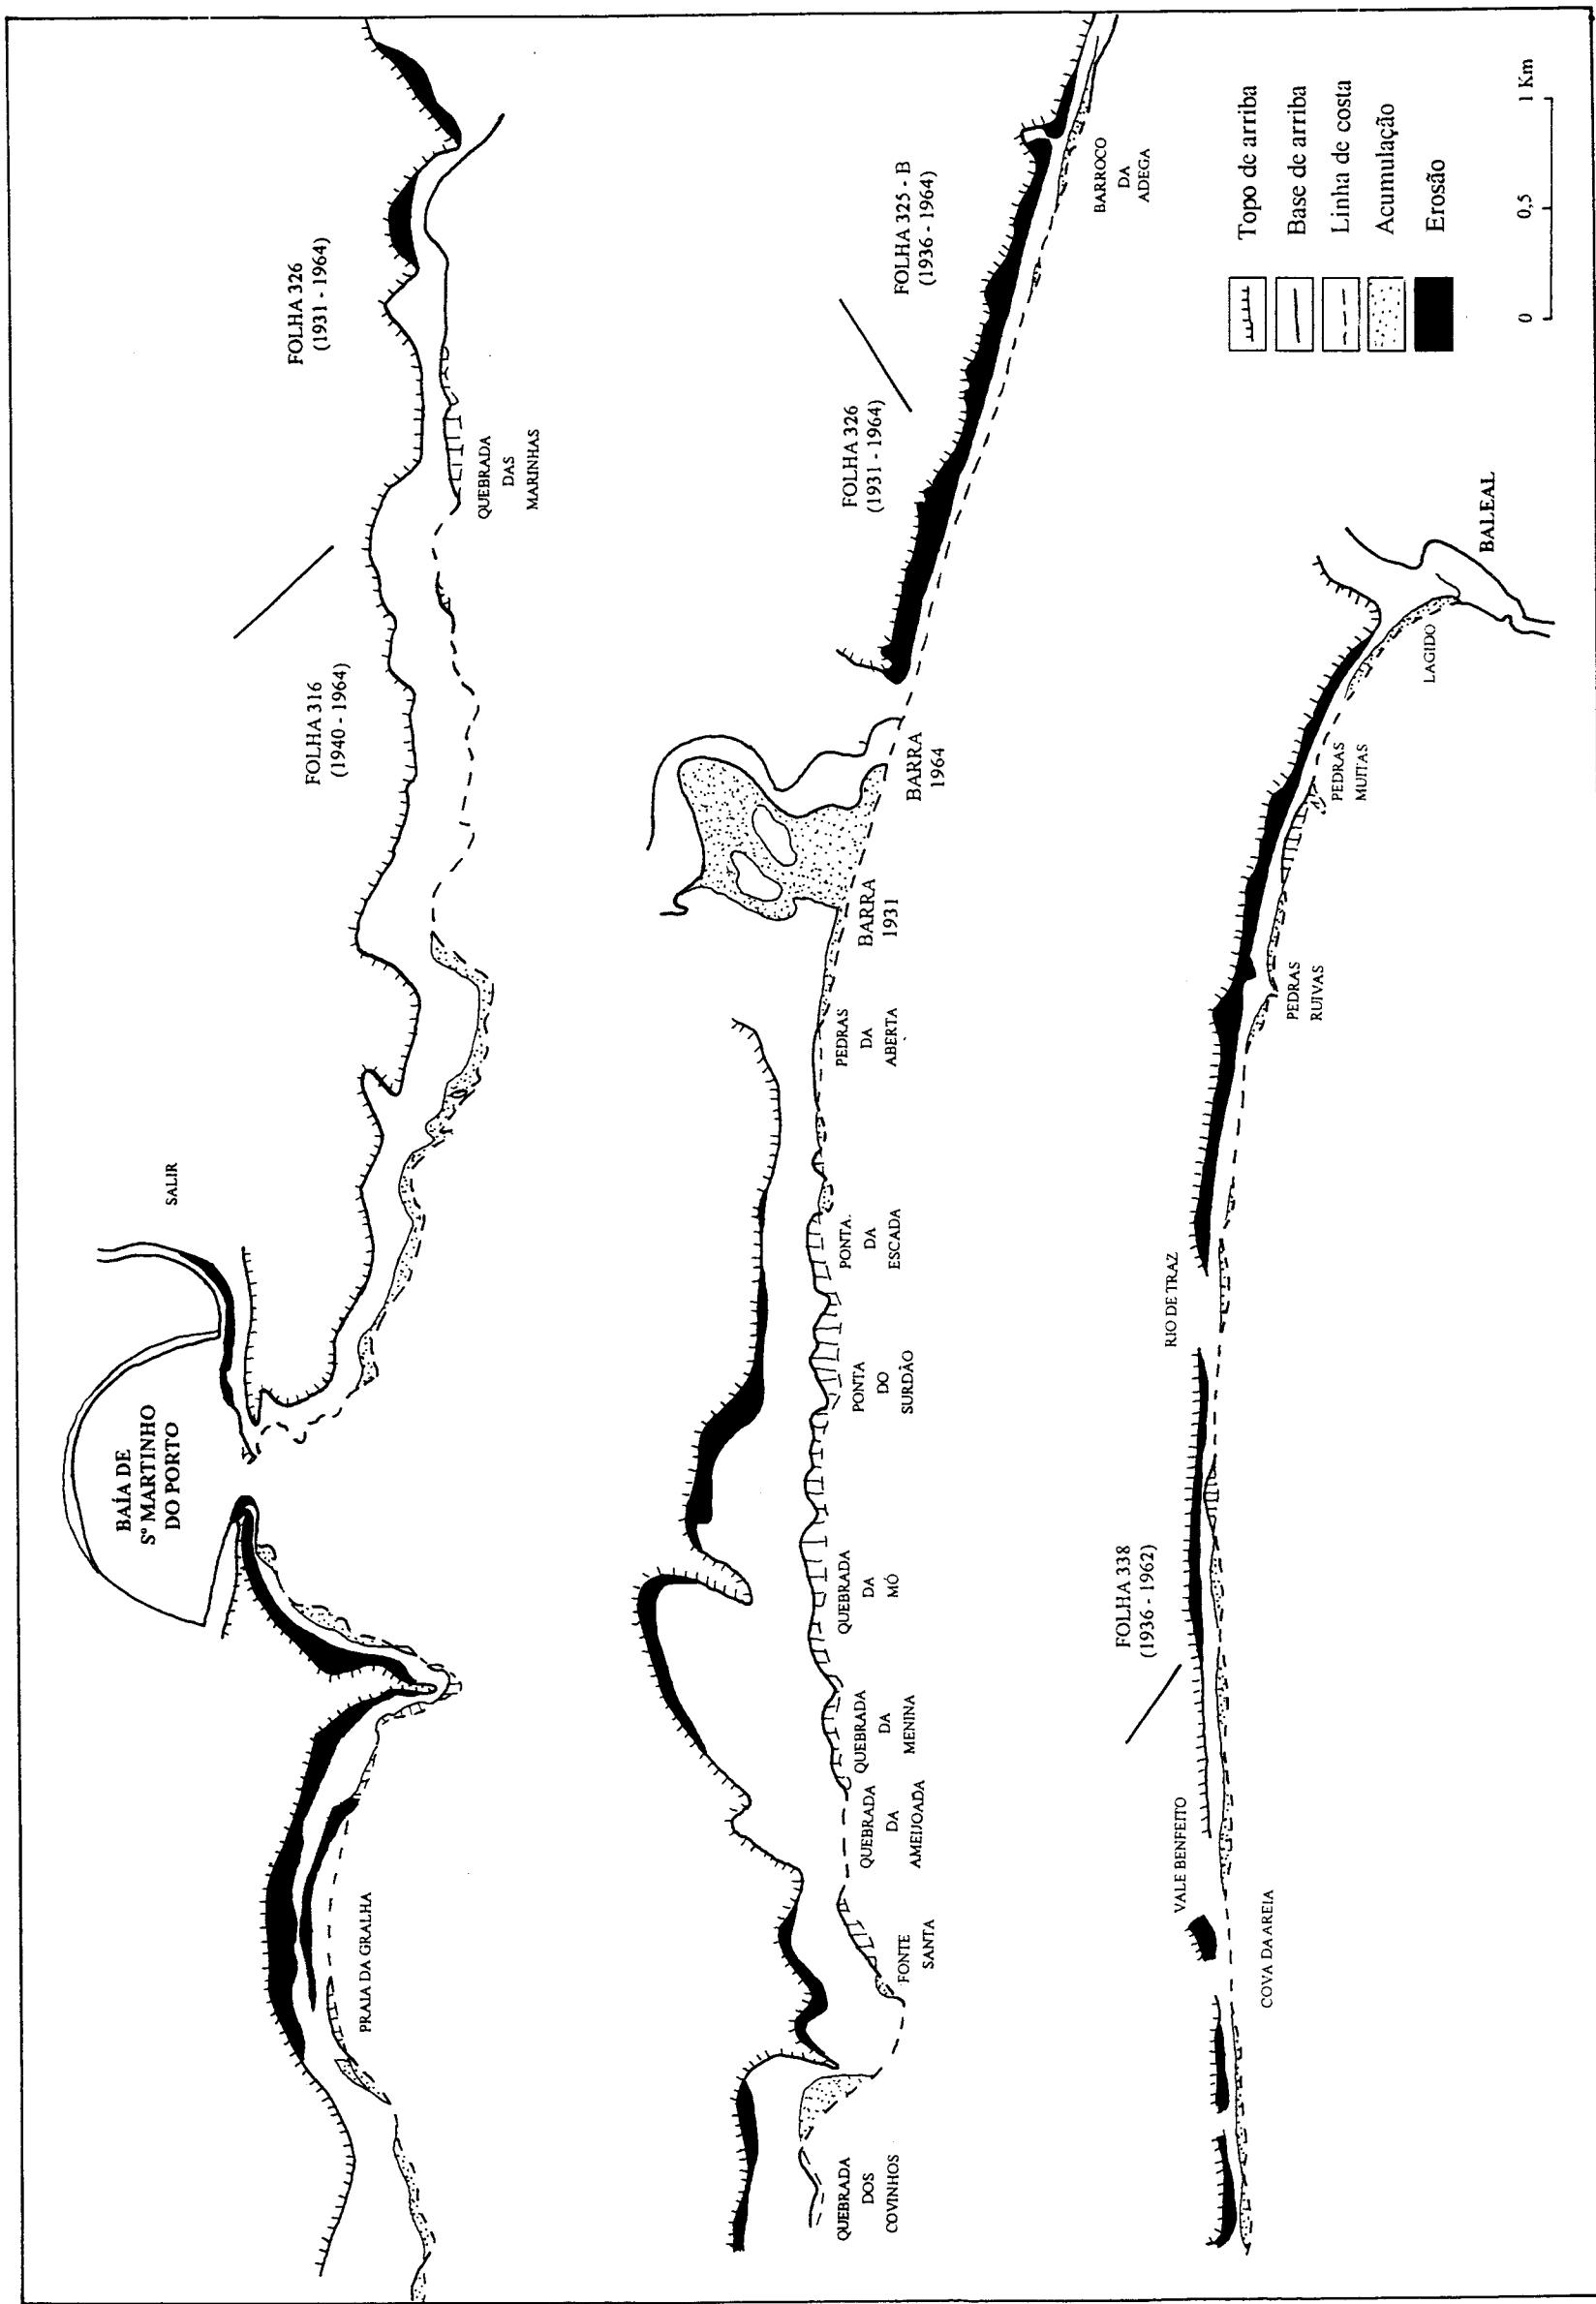 BAÍA DE
Sº MARTINHO
DO PORTO
SALIR
PRAIA DA GRALHA
FOLHA 316
(1940 - 1964)
FOLHA 326
(1931 - 1964)
QUEBRADA
DAS
MARINHAS
QUEBRADA
DOS
COVINHOS
FONTE
SANTA
QUEBRADA
DA
AMEIJOADA
QUEBRADA
DA
MENINA
QUEBRADA
DA
MÓ
PONTA
DO
SURDÃO
PONTA.
DA
ESCADA
PEDRAS
DA
ABERTA
BARRA
1931
BARRA
1964
FOLHA 326
(1931 - 1964)
FOLHA 325 - B
(1936 - 1964)
BARROCO
DA
ADEGA
COVA DA AREIA
VALE BENFEITO
FOLHA 338
(1936 - 1962)
RIO DE TRAZ
PEDRAS
RUIVAS
PEDRAS
MUITAS
LAGIDO
BALEAL
Topo de arriba
Base de arriba
Linha de costa
Acumulação
Erosão
0 0,5 1 Km